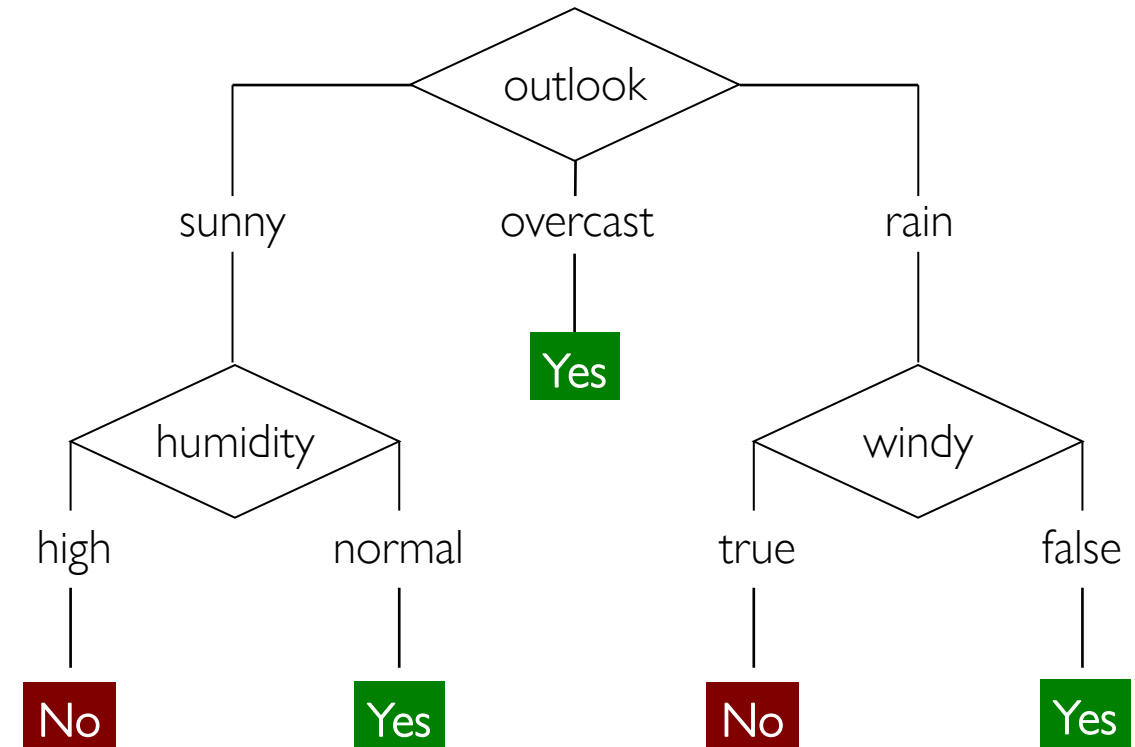 outlook
sunny
overcast
rain
Yes
humidity
windy
high
normal
true
false
No
Yes
No
Yes